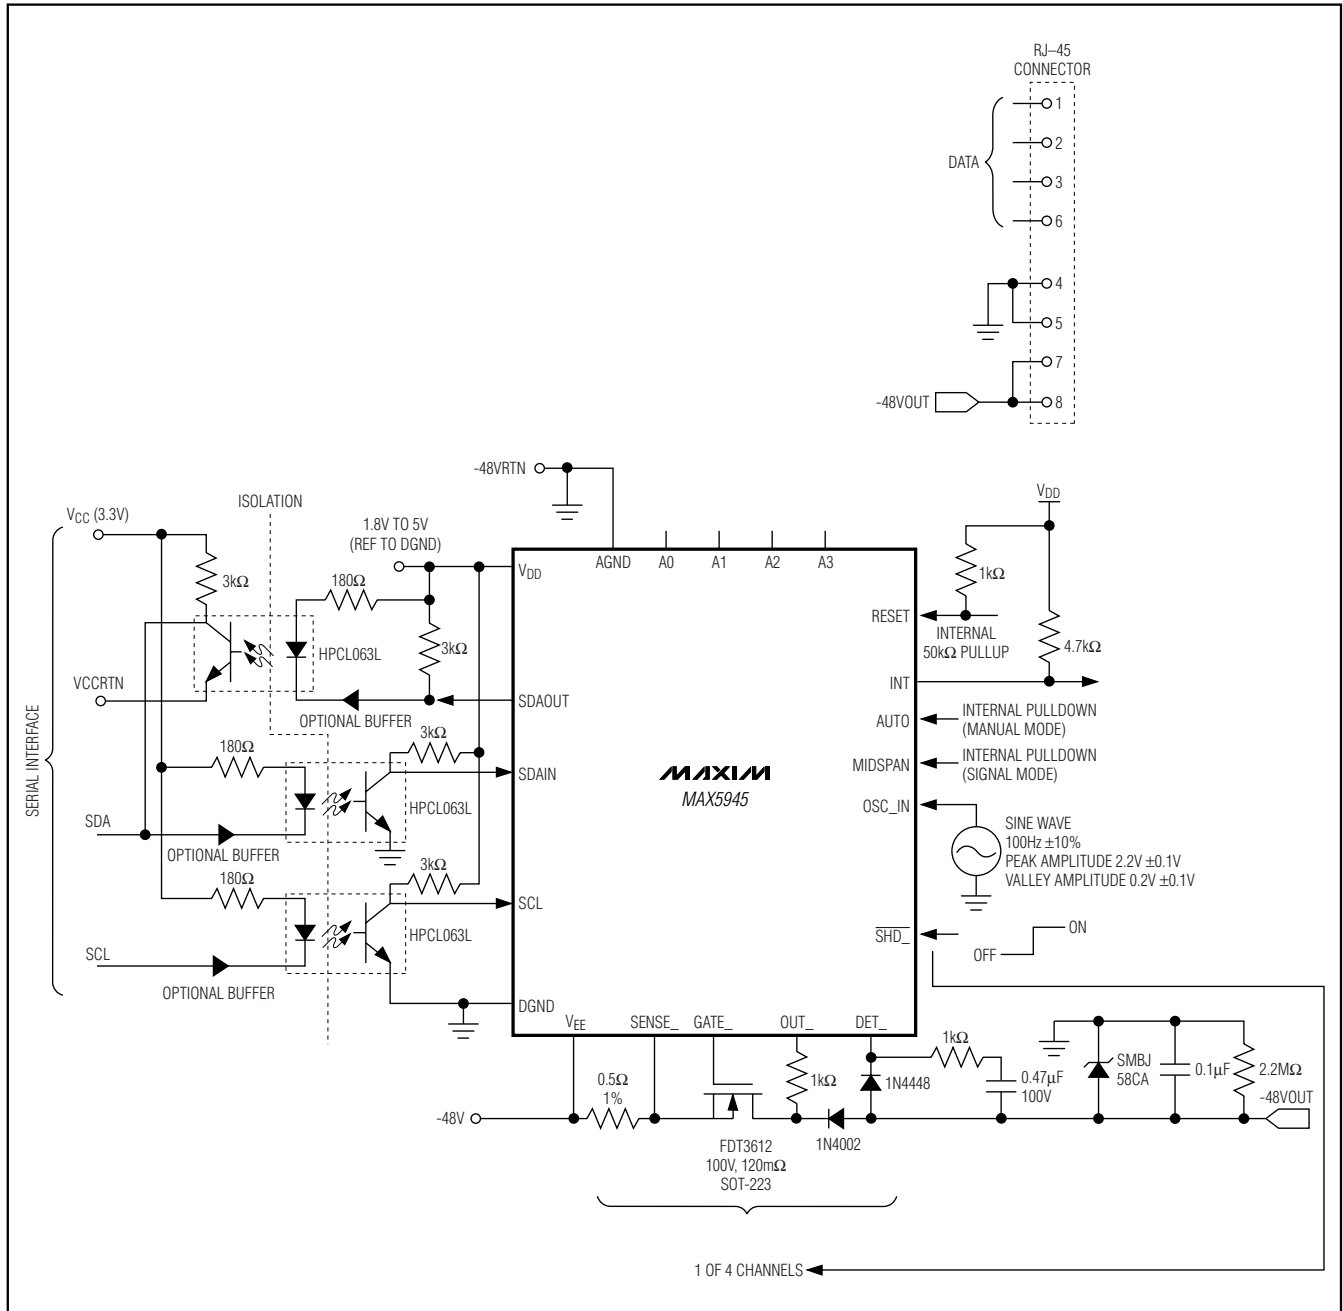 RJ–45
CONNECTOR
1
2
DATA
3
6
4
5
7
-48VOUT
8
-48VRTN
ISOLATION
VCC (3.3V)
1.8V TO 5V
(REF TO DGND)
VDD
AGND
A0
A1
A2
A3
VDD
180Ω
3kΩ
1kΩ
RESET
INTERNAL
50kΩ PULLUP
HPCL063L
3kΩ
4.7kΩ
VCCRTN
SDAOUT
INT
OPTIONAL BUFFER
AUTO
INTERNAL PULLDOWN
(MANUAL MODE)
3kΩ
180Ω
SDAIN
MAXIM
MAX5945
MIDSPAN
INTERNAL PULLDOWN
(SIGNAL MODE)
SERIAL INTERFACE
HPCL063L
OSC_IN
SDA
OPTIONAL BUFFER
SINE WAVE
100Hz ±10%
PEAK AMPLITUDE 2.2V ±0.1V
VALLEY AMPLITUDE 0.2V ±0.1V
3kΩ
180Ω
SCL
HPCL063L
SHD_
ON
OFF
SCL
OPTIONAL BUFFER
DGND
VEE
SENSE_
GATE_
OUT_
DET_
1kΩ
0.5Ω
1%
1kΩ
1N4448
0.47µF
100V
SMBJ
58CA
0.1µF
2.2MΩ
-48VOUT
-48V
1N4002
FDT3612
100V, 120mΩ
SOT-223
1 OF 4 CHANNELS